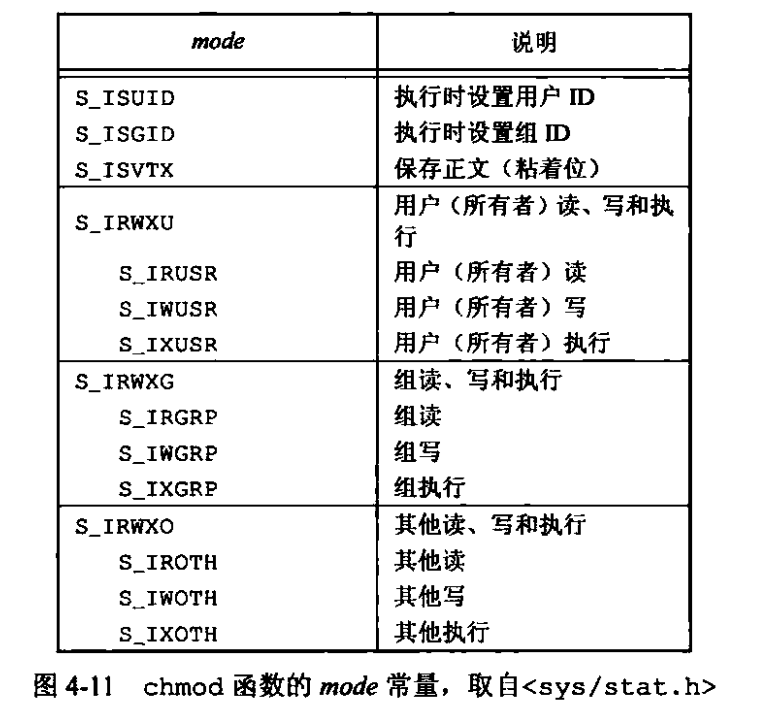 mode 说明
S_ISUID 执行时设置用户 ID
S_ISGID 执行时设置组 ID
S_ISVTX 保存正文（粘着位）
S_IRWXU 用户（所有者）读、写和执
行
S_IRUSR 用户（所有者）读
S_IWUSR 用户（所有者）写
S_IXUSR 用户（所有者）执行
S_IRWXG 组读、写和执行
S_IRGRP 组读
S_IWGRP 组写
S_IXGRP 组执行
S_IRWXO 其他读、写和执行
S_IROTH 其他读
S_IWOTH 其他写
S_IXOTH 其他执行
图 4-11 chmod 函数的 mode 常量，取自<sys/stat.h>